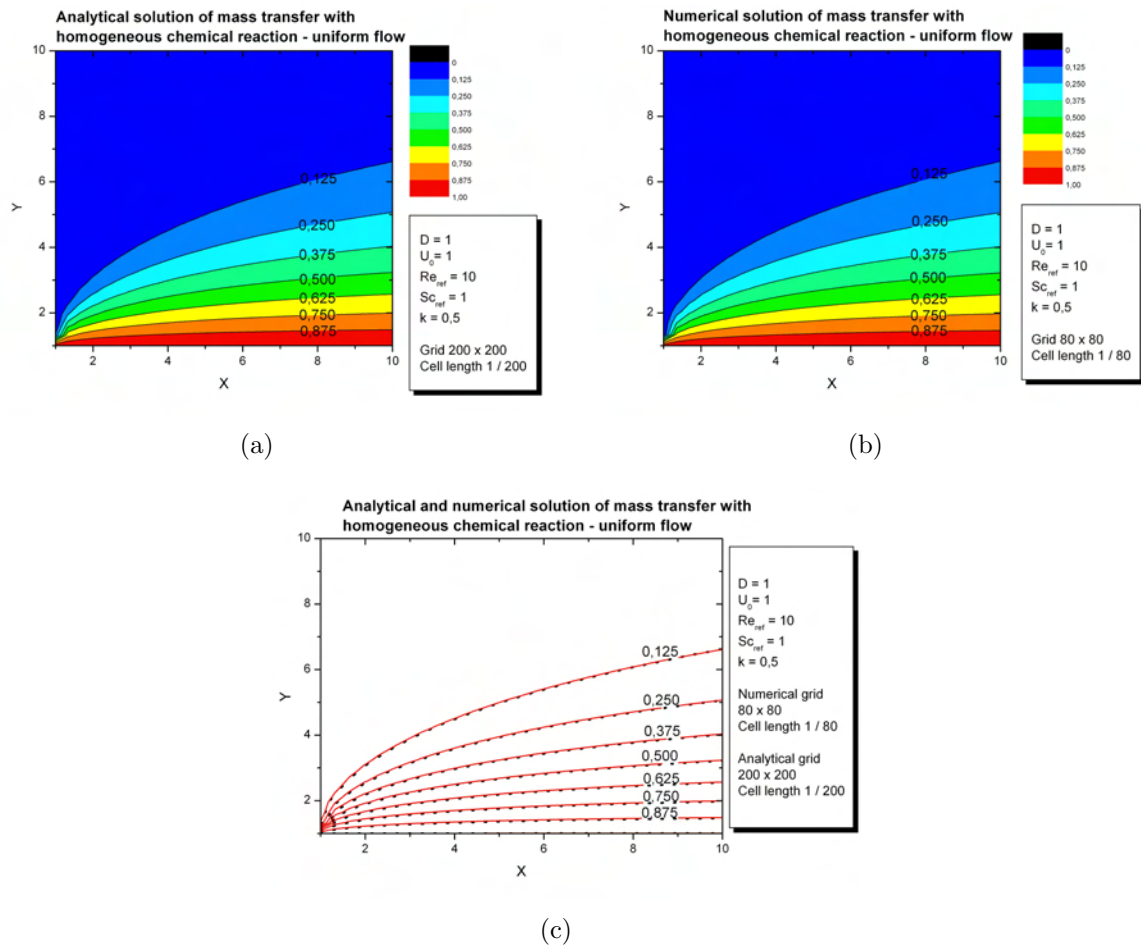 Analytical solution of mass transfer with
homogeneous chemical reaction - uniform flow
10
8
6
4
2
Y
2
4
6
8
10
X
0,125
0,250
0,375
0,500
0,625
0,750
0,875
0
0,125
0,250
0,375
0,500
0,625
0,750
0,875
1,00
D = 1
U0= 1
Reref = 10
Scref = 1
k = 0,5
Grid 200 x 200
Cell length 1 / 200
(a)
Numerical solution of mass transfer with
homogeneous chemical reaction - uniform flow
10
8
6
4
2
Y
2
4
6
8
10
X
0,125
0,250
0,375
0,500
0,625
0,750
0,875
0
0,125
0,250
0,375
0,500
0,625
0,750
0,875
1,00
D = 1
U0= 1
Reref = 10
Scref = 1
k = 0,5
Grid 80 x 80
Cell length 1 / 80
(b)
Analytical and numerical solution of mass transfer with
homogeneous chemical reaction - uniform flow
10
8
6
4
2
Y
2
4
6
8
10
X
0,125
0,250
0,375
0,500
0,625
0,750
0,875
D = 1
U0= 1
Reref = 10
Scref = 1
k = 0,5
Numerical grid
80 x 80
Cell length 1 / 80
Analytical grid
200 x 200
Cell length 1 / 200
(c)